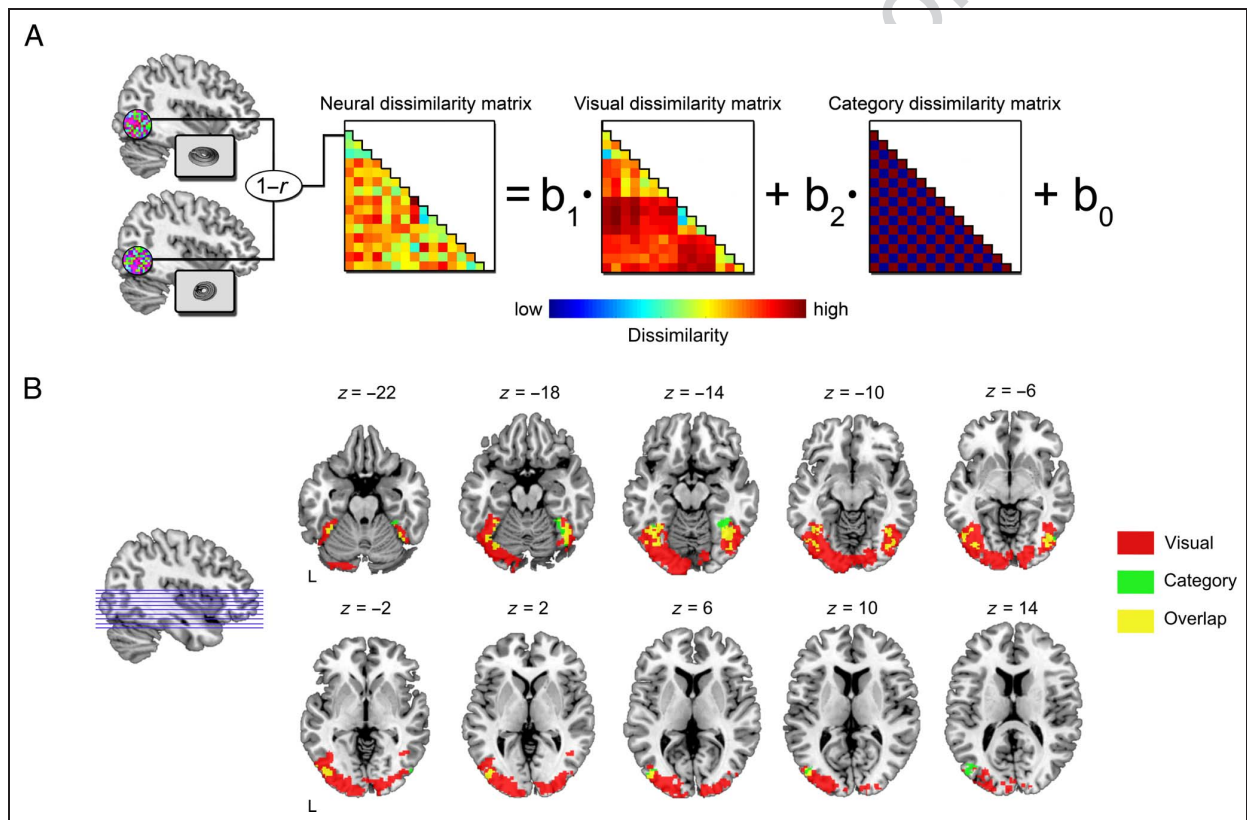 A
Neural dissimilarity matrix
Visual dissimilarity matrix
Category dissimilarity matrix
1–r
= b1· + b2· + b0
low
high
Dissimilarity
B
z = –22
z = –18
z = –14
z = –10
z = –6
L
Visual
Category
Overlap
z = –2
z = 2
z = 6
z = 10
z = 14
L